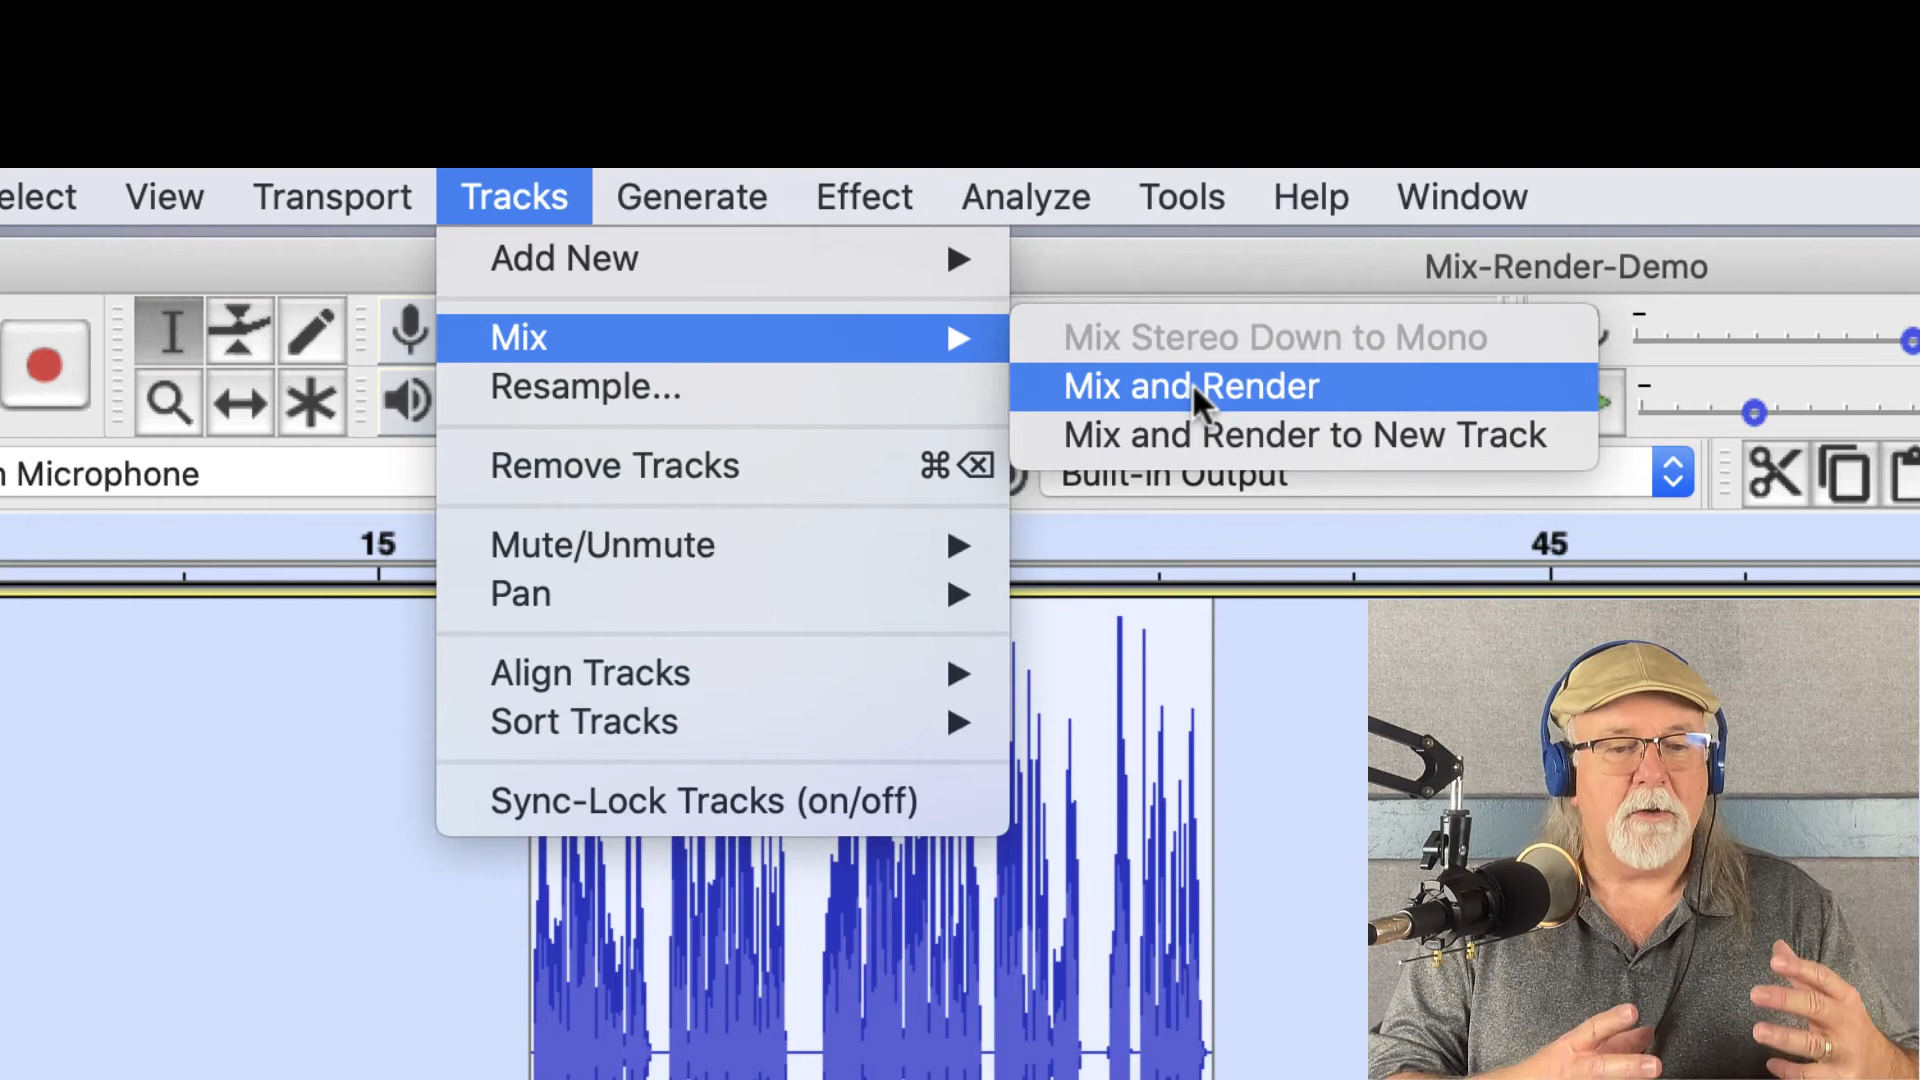 elect View Transport Tracks Generate Effect Analyze Tools Help Window
Mix-Render-Demo
Add New
Mix
Resample...
Remove Tracks ⌘⌫
Mute/Unmute
Pan
Align Tracks
Sort Tracks
Sync-Lock Tracks (on/off)
Mix Stereo Down to Mono
Mix and Render
Mix and Render to New Track
n Microphone
Built-in Output
15
45